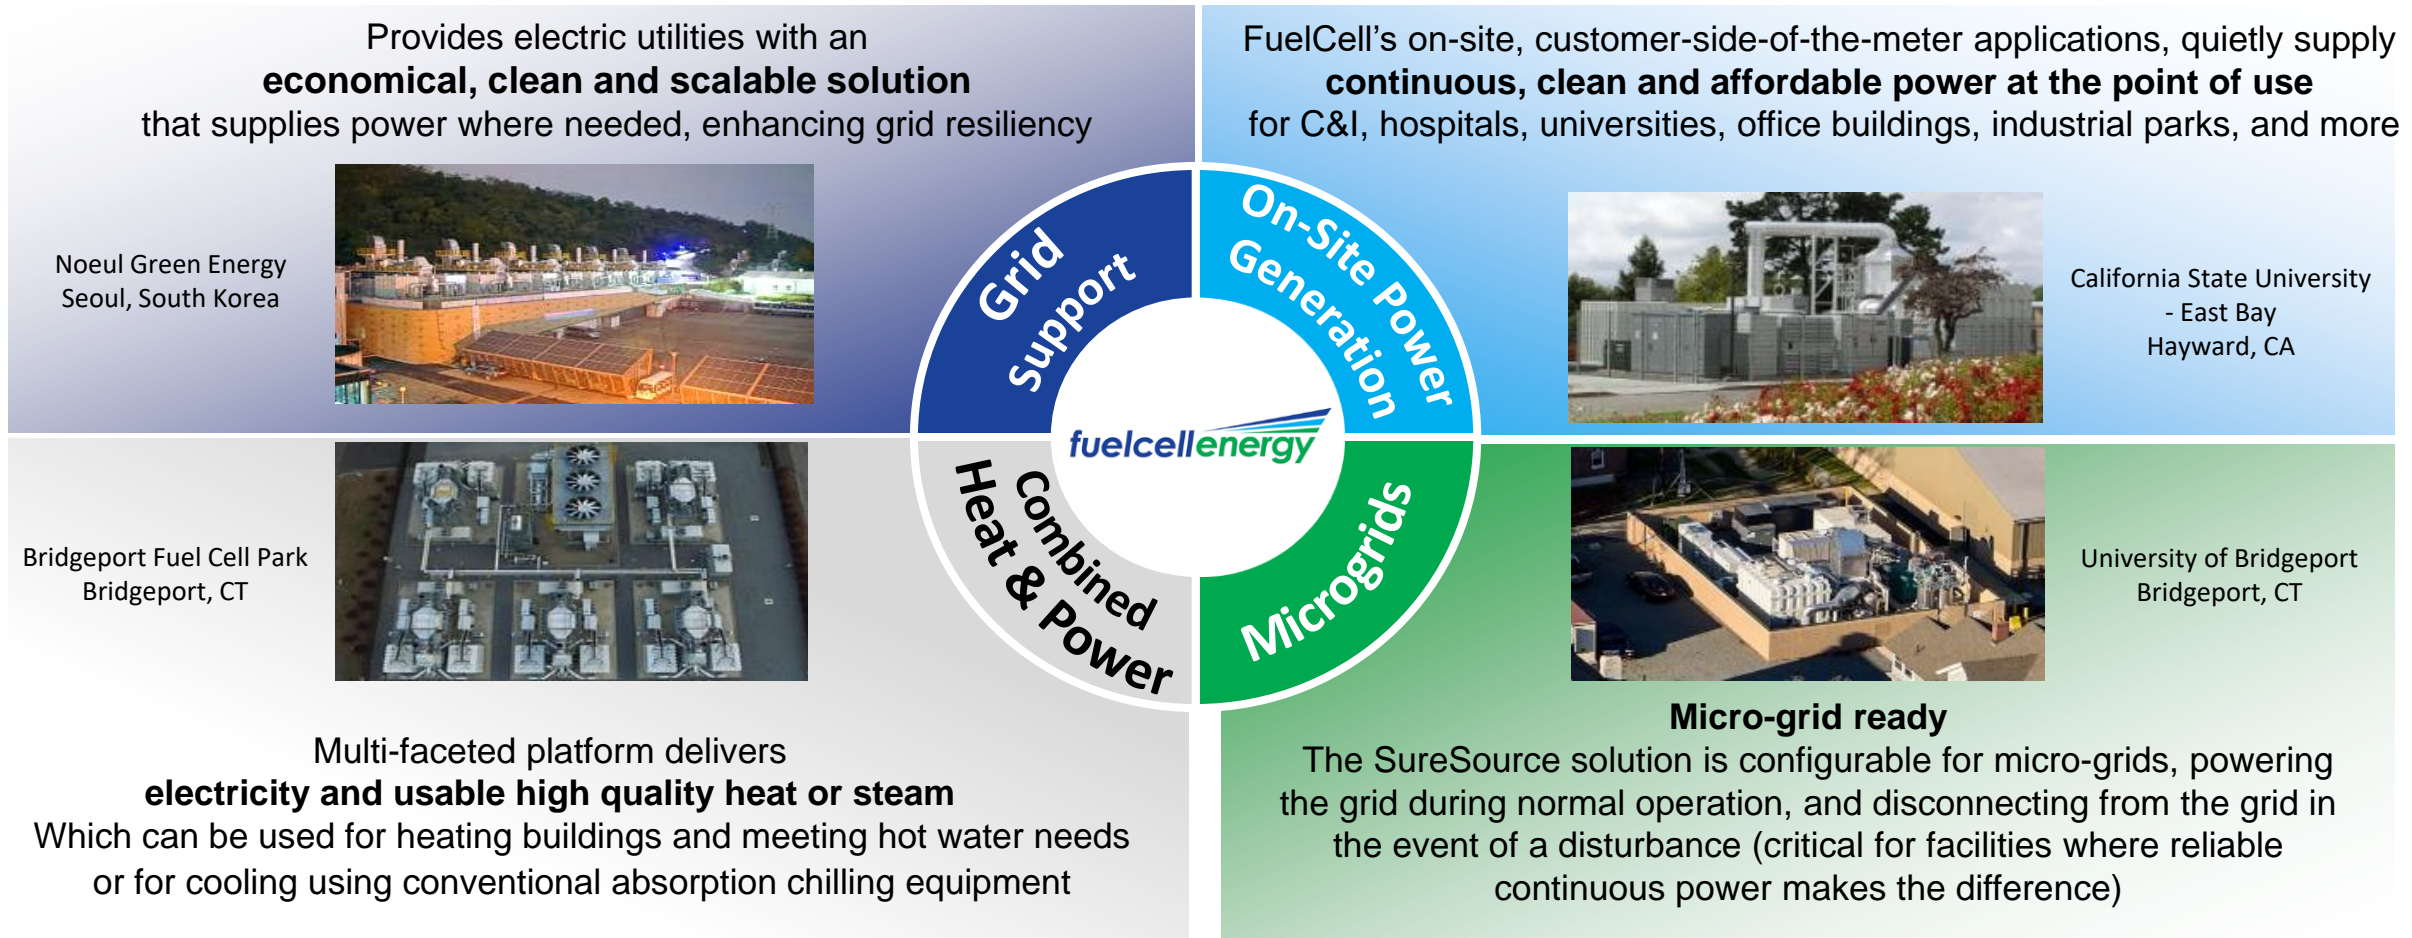 Provides electric utilities with an
economical, clean and scalable solution
that supplies power where needed, enhancing grid resiliency
Noeul Green Energy
Seoul, South Korea
FuelCell’s on-site, customer-side-of-the-meter applications, quietly supply
continuous, clean and affordable power at the point of use
for C&I, hospitals, universities, office buildings, industrial parks, and more
California State University
- East Bay
Hayward, CA
Grid
support
On-Site Power
Generation
fuelcellenergy
Combined
Heat & Power
Microgrids
Bridgeport Fuel Cell Park
Bridgeport, CT
Multi-faceted platform delivers
electricity and usable high quality heat or steam
Which can be used for heating buildings and meeting hot water needs
or for cooling using conventional absorption chilling equipment
University of Bridgeport
Bridgeport, CT
Micro-grid ready
The SureSource solution is configurable for micro-grids, powering
the grid during normal operation, and disconnecting from the grid in
the event of a disturbance (critical for facilities where reliable
continuous power makes the difference)